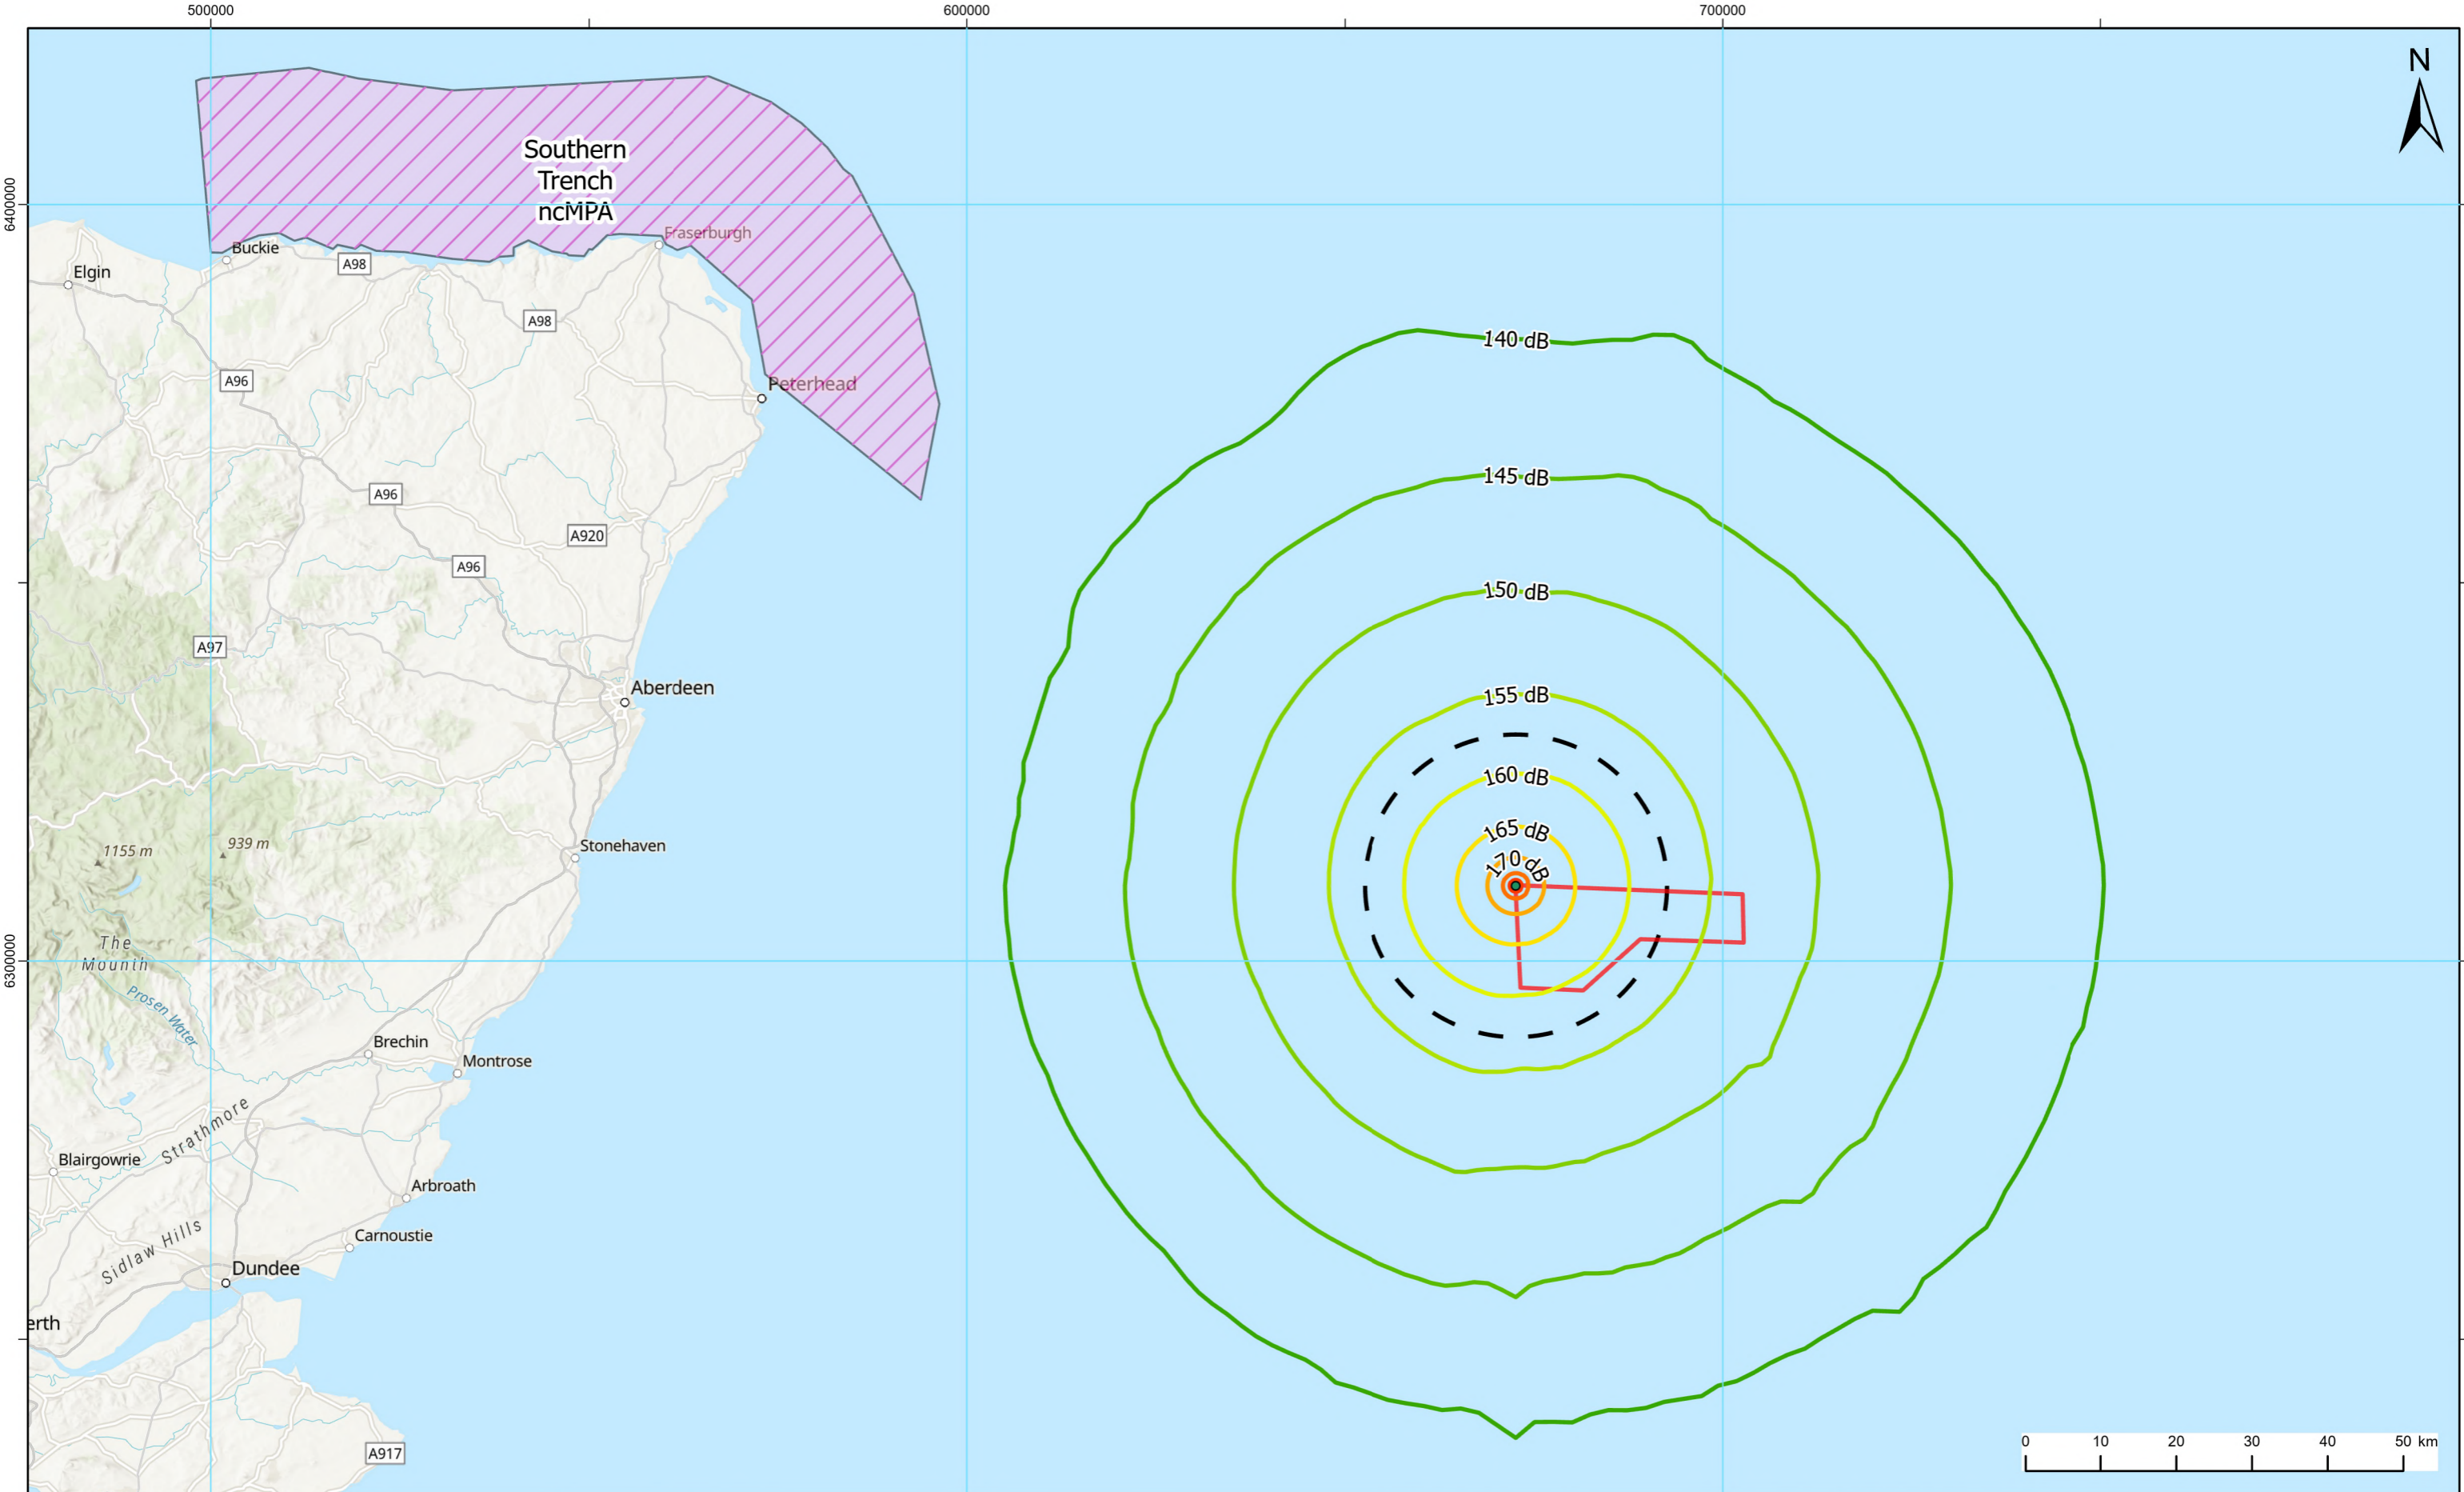 500000
600000
700000
N
Southern
Trench
ncMPA
6400000
Fraserburgh
Buckie
A98
Elgin
A98
140 dB
A96
Peterhead
145 dB
A96
A920
A96
150 dB
A97
Aberdeen
155 dB
160 dB
165 dB
939 m
Stonehaven
1155 m
170 dB
The
Mounth
6300000
Prosen Water
Brechin
Montrose
Strathmore
Blairgowrie
Arbroath
Sidlaw Hills
Carnoustie
Dundee
erth
A917
0 10 20 30 40 50 km